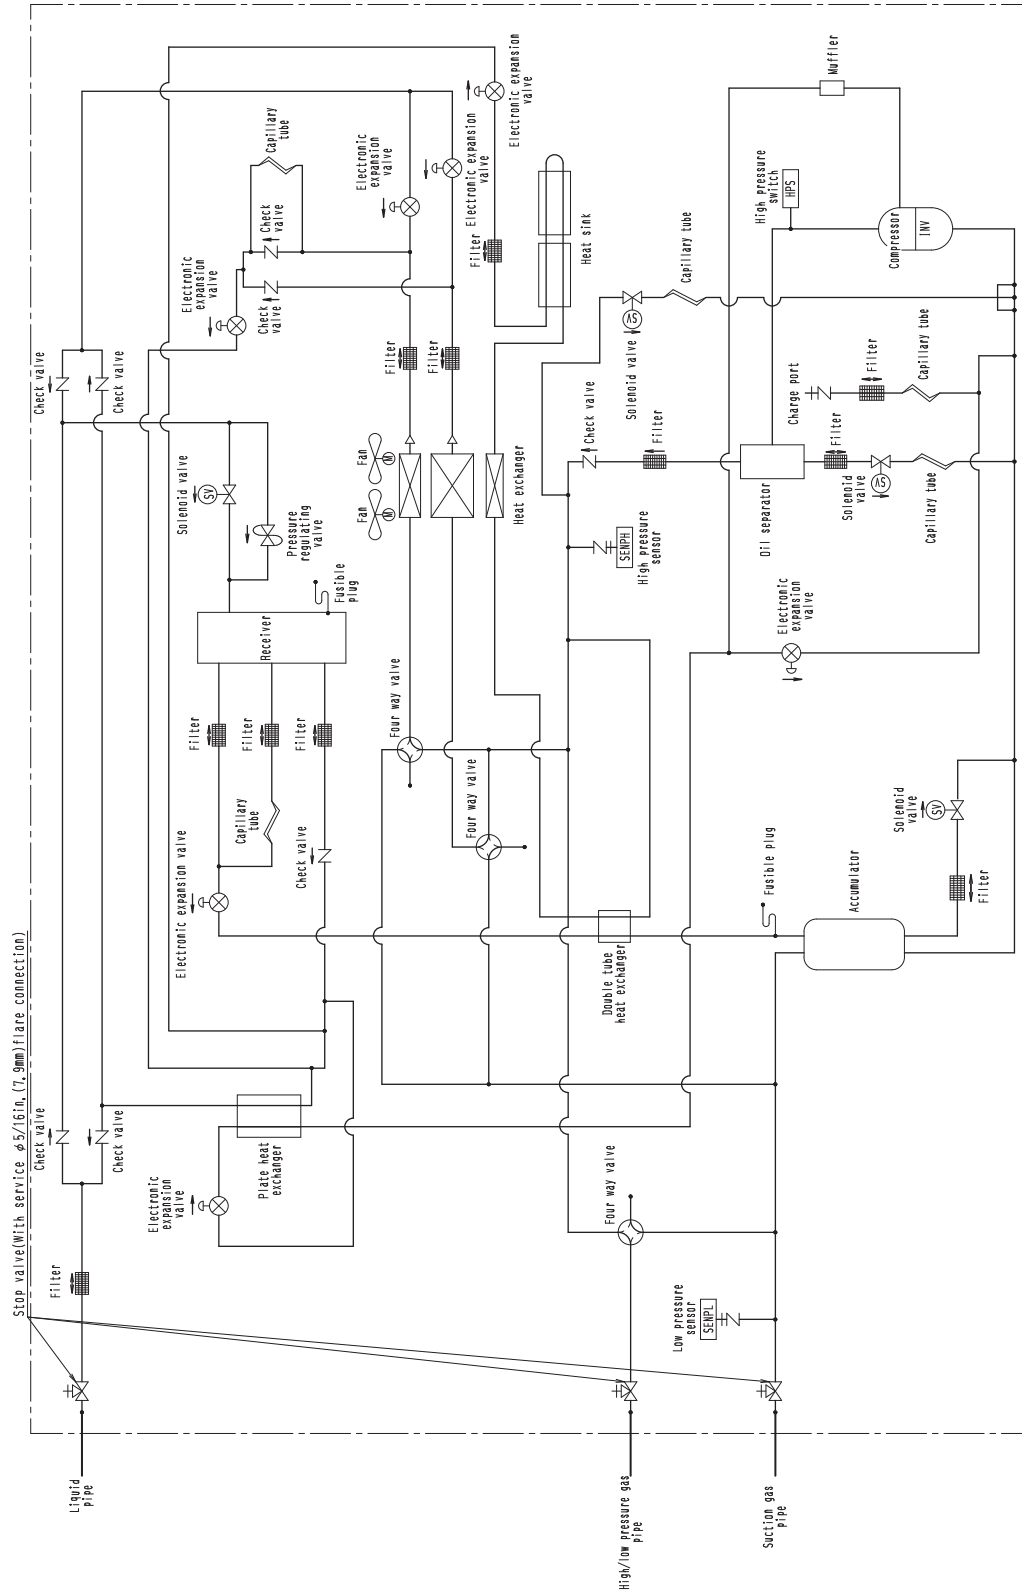 Stop valve(With service φ5/16in.(7.9mm)flare connection)
Liquid
pipe
High/low pressure gas
pipe
Suction gas
pipe
Filter
Check valve
Check valve
Check valve
Check valve
Electronic
expansion
valve
Plate heat
exchanger
Four way valve
Low pressure
sensor
SENPL
Electronic expansion valve
Capillary
tube
Check valve
Filter
Filter
Filter
Receiver
Fusible
plug
Solenoid valve
SV
Pressure
regulating
valve
Electronic
expansion
valve
Check
valve
Check
valve
Capillary
tube
Electronic
expansion
valve
Electronic expansion
valve
Electronic expansion
valve
Filter
Filter
Filter
Fan
M
Fan
M
Heat exchanger
Heat sink
Four way valve
Four way valve
Double tube
heat exchanger
Fusible plug
Accumulator
Filter
Solenoid
valve
SV
Electronic
expansion
valve
SENPH
High pressure
sensor
Check valve
Filter
Oil separator
Solenoid valve
SV
Capillary tube
Charge port
Filter
Capillary tube
Filter
Solenoid
valve
SV
Capillary tube
High pressure
switch
HPS
Compressor
INV
Muffler